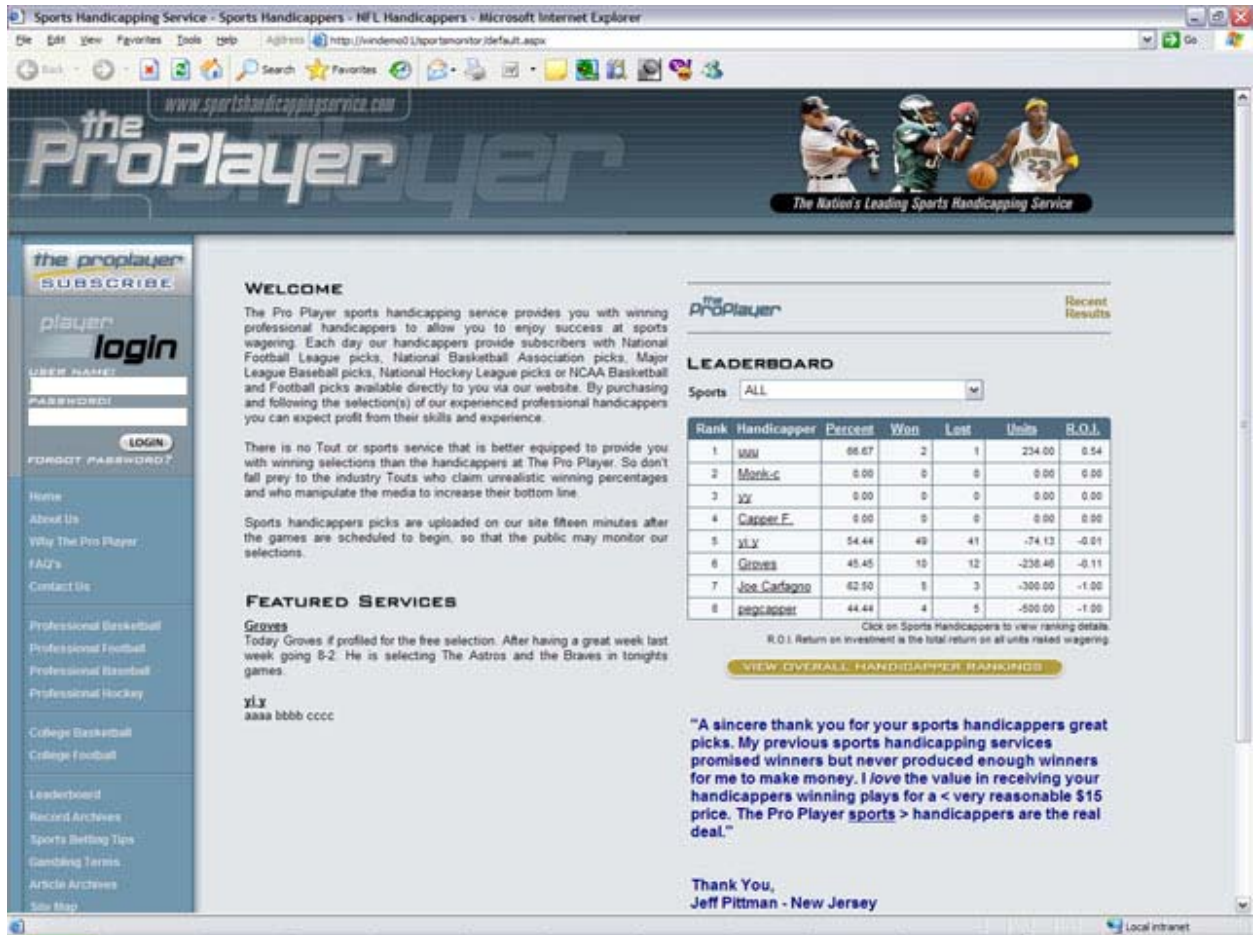 Sports Handicapping Service - Sports Handicappers - NFL Handicappers - Microsoft Internet Explorer
File Edit View Favorites Tools Help Address http://windemo01/sportsmonitor/default.aspx Go
Back Search Favorites
www.sportshandicappingservice.com
the
ProPlayer
The Nation's Leading Sports Handicapping Service
the proplayer
SUBSCRIBE
player
login
USER NAME:
PASSWORD:
LOGIN
FORGOT PASSWORD?
Home
About Us
Why The Pro Player
FAQ's
Contact Us
Professional Basketball
Professional Football
Professional Baseball
Professional Hockey
College Basketball
College Football
Leaderboard
Record Archives
Sports Betting Tips
Gambling Terms
Article Archives
Site Map
WELCOME
The Pro Player sports handicapping service provides you with winning
professional handicappers to allow you to enjoy success at sports
wagering. Each day our handicappers provide subscribers with National
Football League picks, National Basketball Association picks, Major
League Baseball picks, National Hockey League picks or NCAA Basketball
and Football picks available directly to you via our website. By purchasing
and following the selection(s) of our experienced professional handicappers
you can expect profit from their skills and experience.
There is no Tout or sports service that is better equipped to provide you
with winning selections than the handicappers at The Pro Player. So don't
fall prey to the industry Touts who claim unrealistic winning percentages
and who manipulate the media to increase their bottom line.
Sports handicappers picks are uploaded on our site fifteen minutes after
the games are scheduled to begin, so that the public may monitor our
selections.
FEATURED SERVICES
Groves
Today Groves if profiled for the free selection. After having a great week last
week going 8-2. He is selecting The Astros and the Braves in tonights
games.
yi.y
aaaa bbbb cccc
the ProPlayer
Recent
Results
LEADERBOARD
Sports ALL
Rank Handicapper Percent Won Lost Units R.O.I.
1 uuu 66.67 2 1 234.00 0.54
2 Monk-c 0.00 0 0 0.00 0.00
3 yy 0.00 0 0 0.00 0.00
4 Capper F. 0.00 0 0 0.00 0.00
5 yi.y 54.44 49 41 -74.13 -0.01
6 Groves 45.45 10 12 -238.46 -0.11
7 Joe Carfagno 62.50 5 3 -300.00 -1.00
8 pegcapper 44.44 4 5 -500.00 -1.00
Click on Sports Handicappers to view ranking details.
R.O.I. Return on investment is the total return on all units risked wagering.
VIEW OVERALL HANDICAPPER RANKINGS
"A sincere thank you for your sports handicappers great
picks. My previous sports handicapping services
promised winners but never produced enough winners
for me to make money. I love the value in receiving your
handicappers winning plays for a < very reasonable $15
price. The Pro Player sports > handicappers are the real
deal."
Thank You,
Jeff Pittman - New Jersey
Local intranet